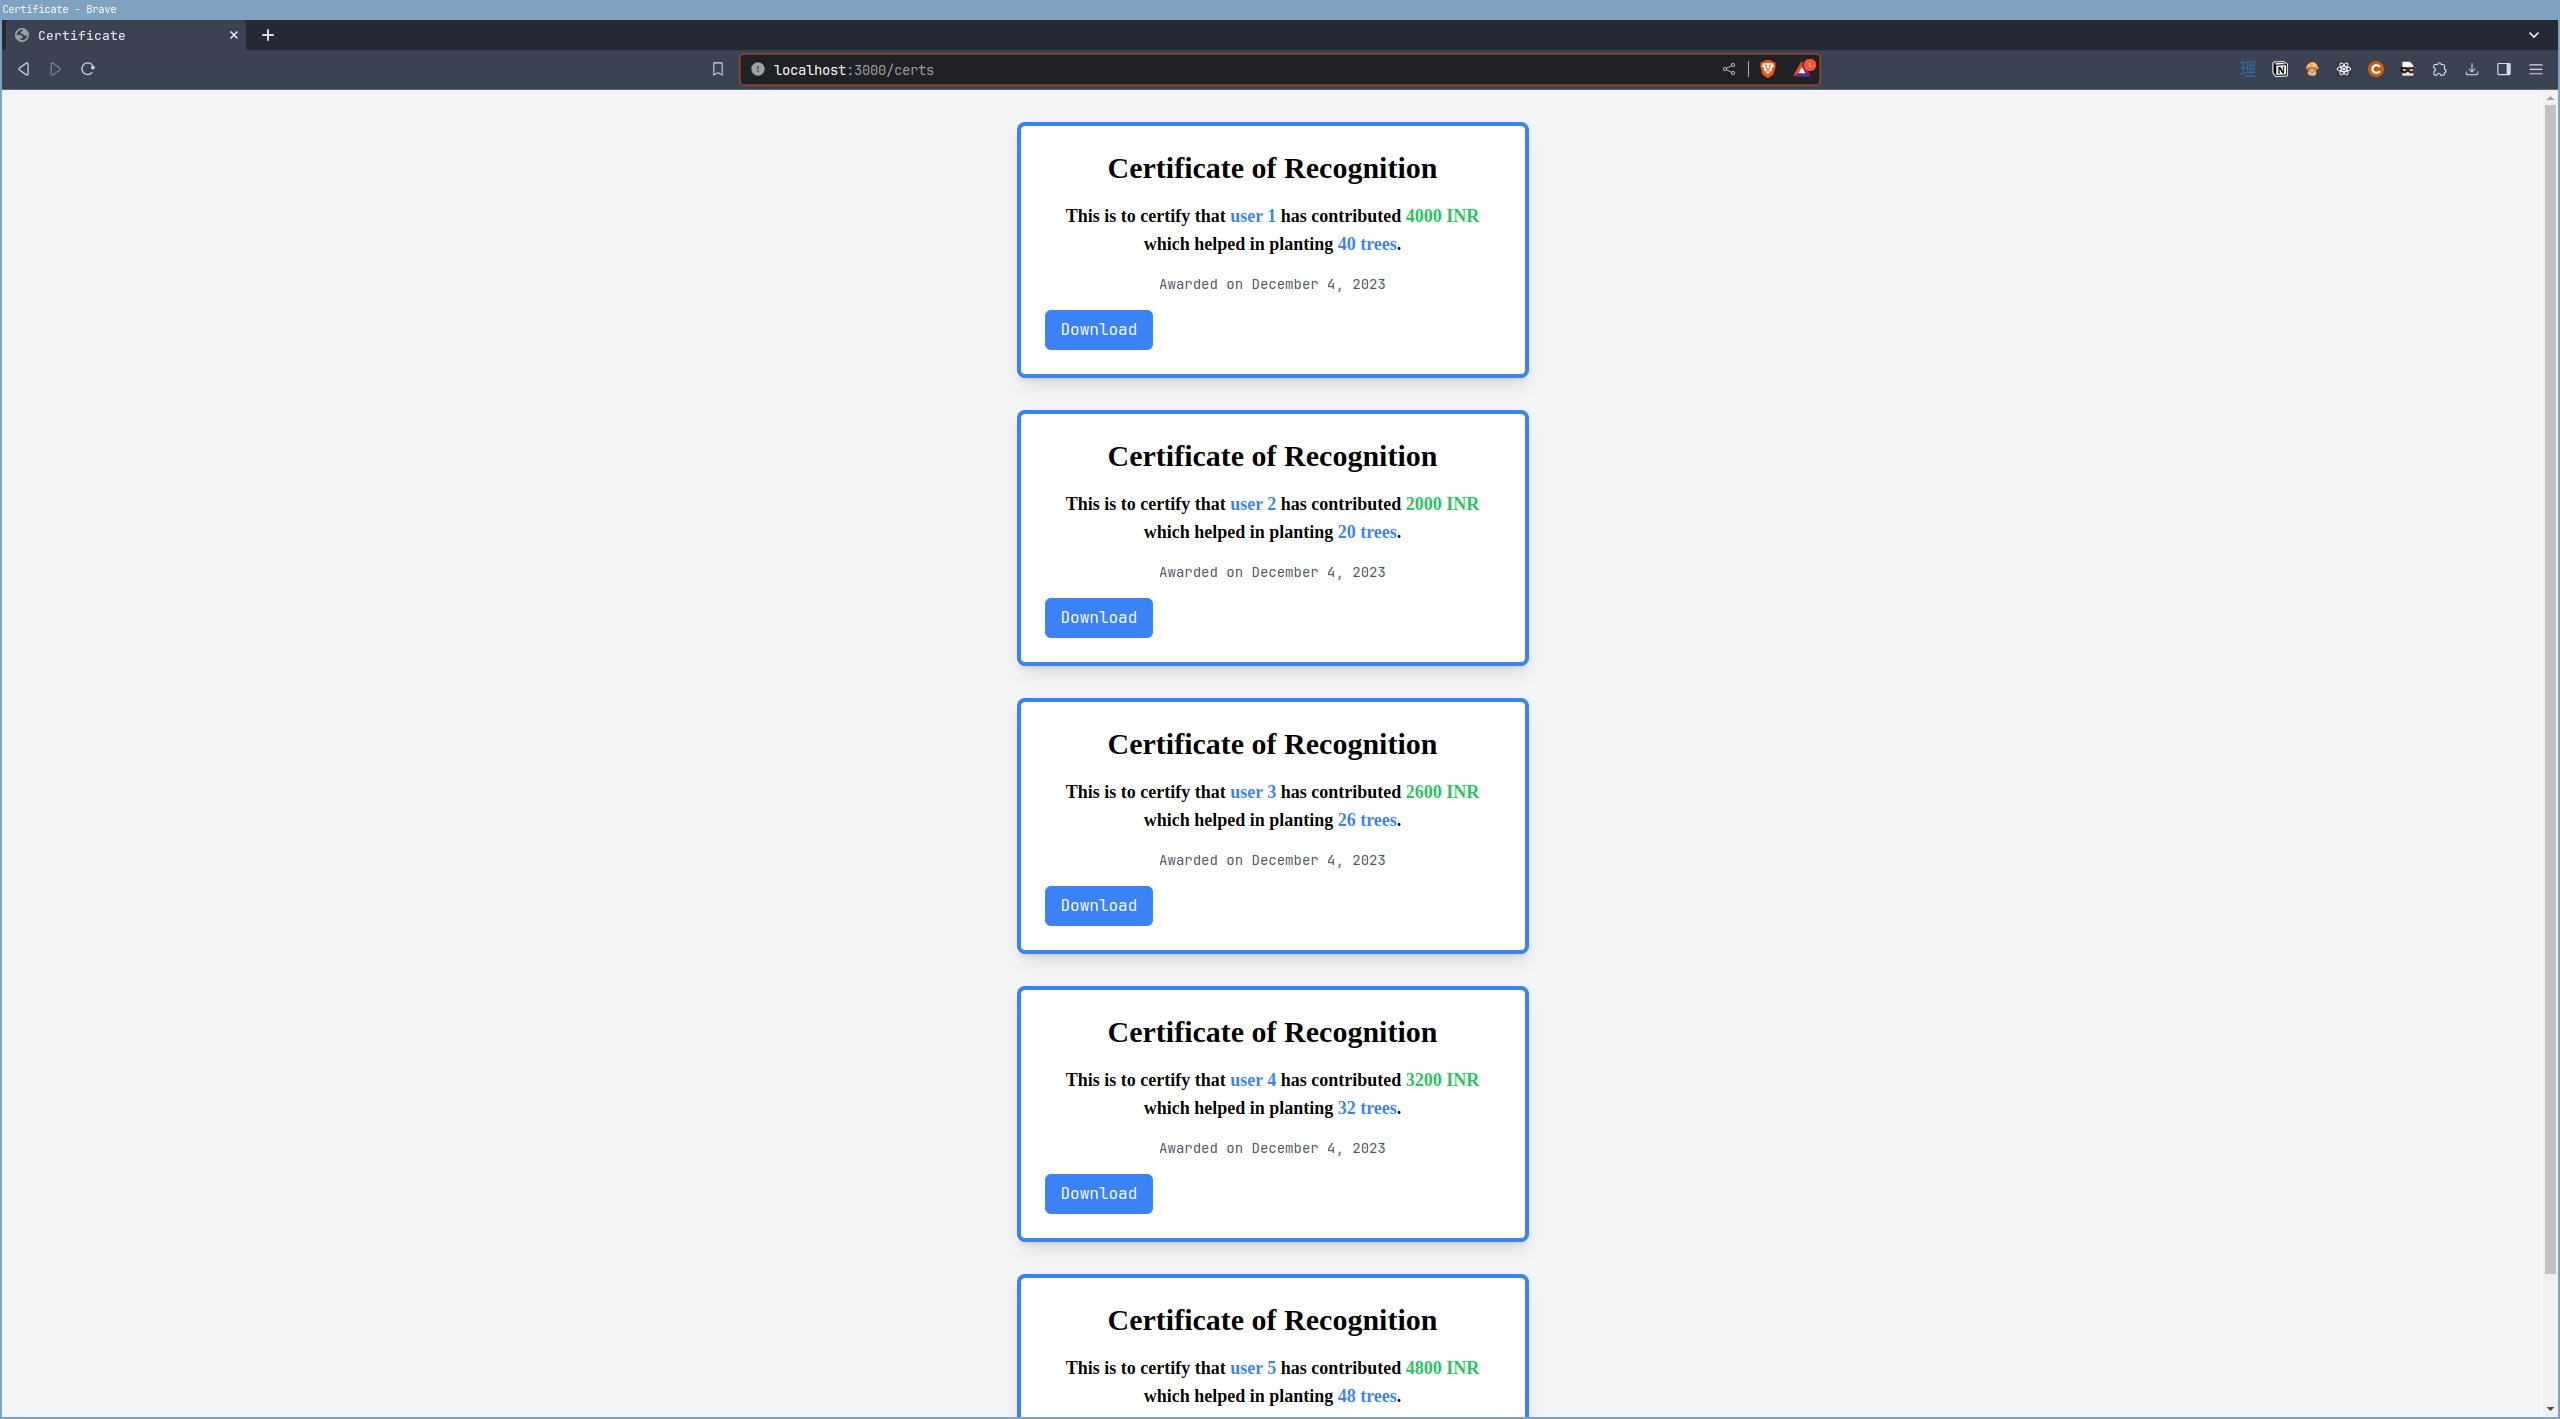 Certificate - Brave
Certificate
localhost:3000/certs
Certificate of Recognition
This is to certify that user 1 has contributed 4000 INR
which helped in planting 40 trees.
Awarded on December 4, 2023
Download
Certificate of Recognition
This is to certify that user 2 has contributed 2000 INR
which helped in planting 20 trees.
Awarded on December 4, 2023
Download
Certificate of Recognition
This is to certify that user 3 has contributed 2600 INR
which helped in planting 26 trees.
Awarded on December 4, 2023
Download
Certificate of Recognition
This is to certify that user 4 has contributed 3200 INR
which helped in planting 32 trees.
Awarded on December 4, 2023
Download
Certificate of Recognition
This is to certify that user 5 has contributed 4800 INR
which helped in planting 48 trees.